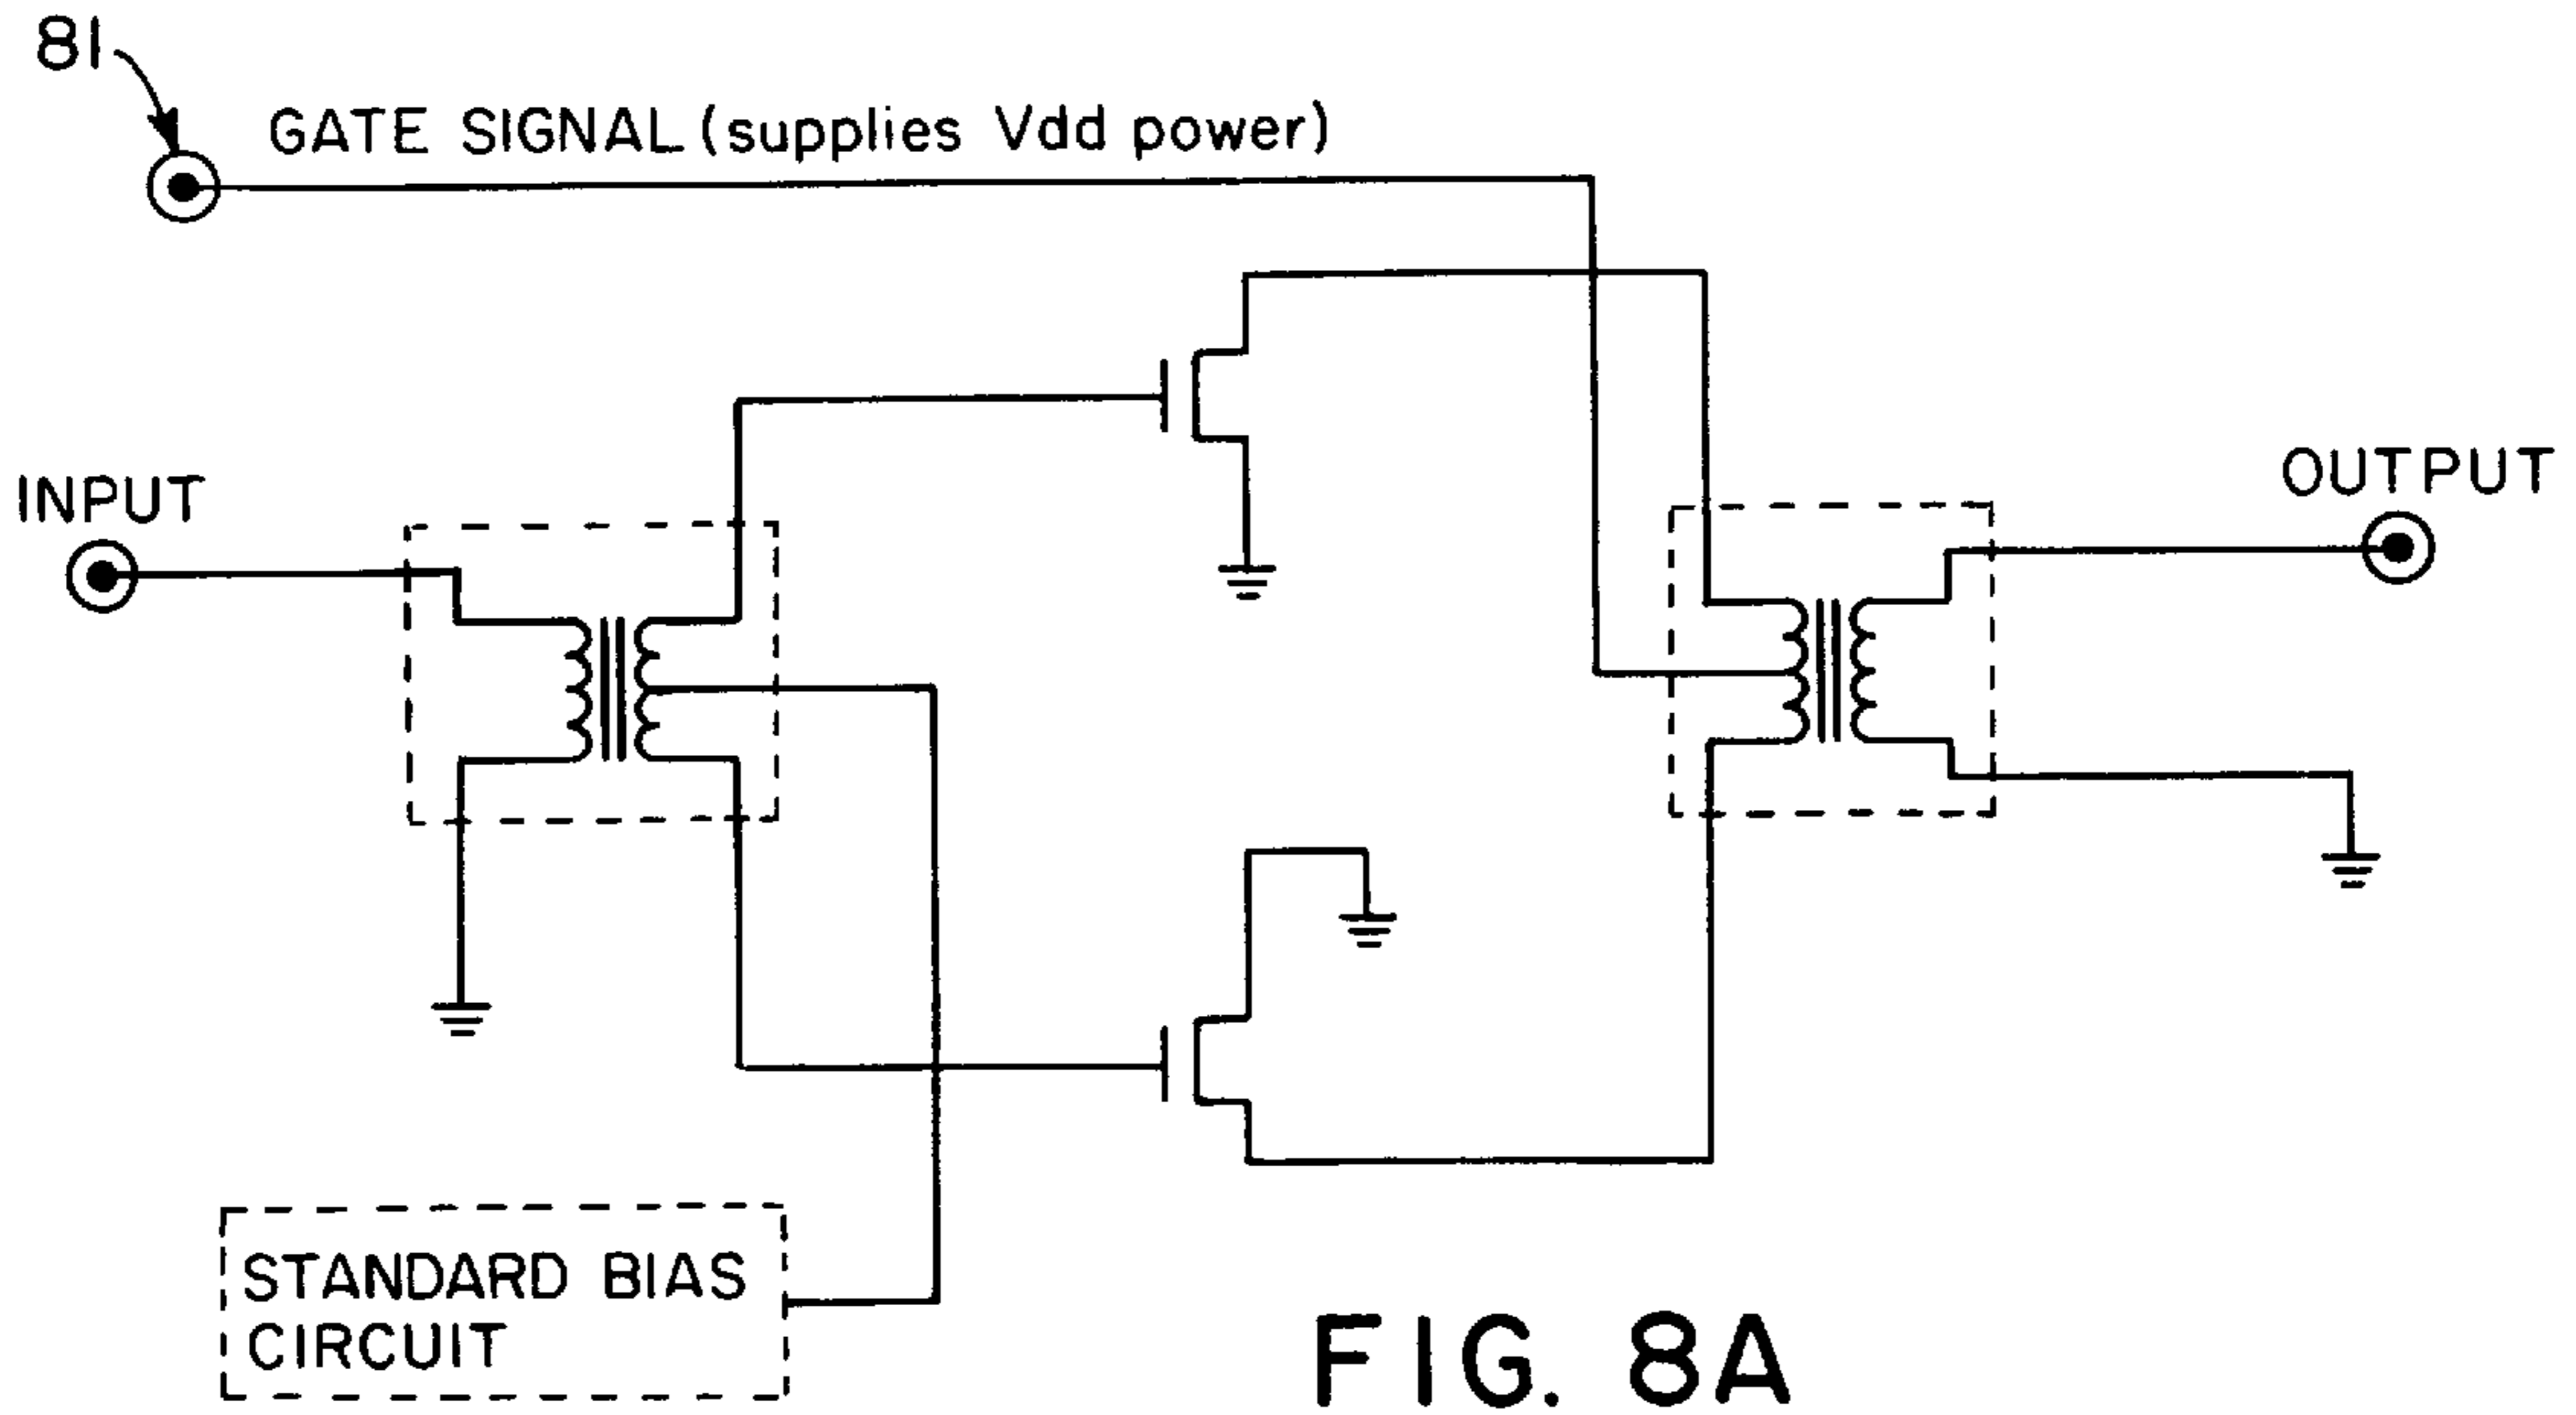 81
GATE SIGNAL (supplies Vdd power)
INPUT
OUTPUT
STANDARD BIAS
CIRCUIT
FIG. 8A